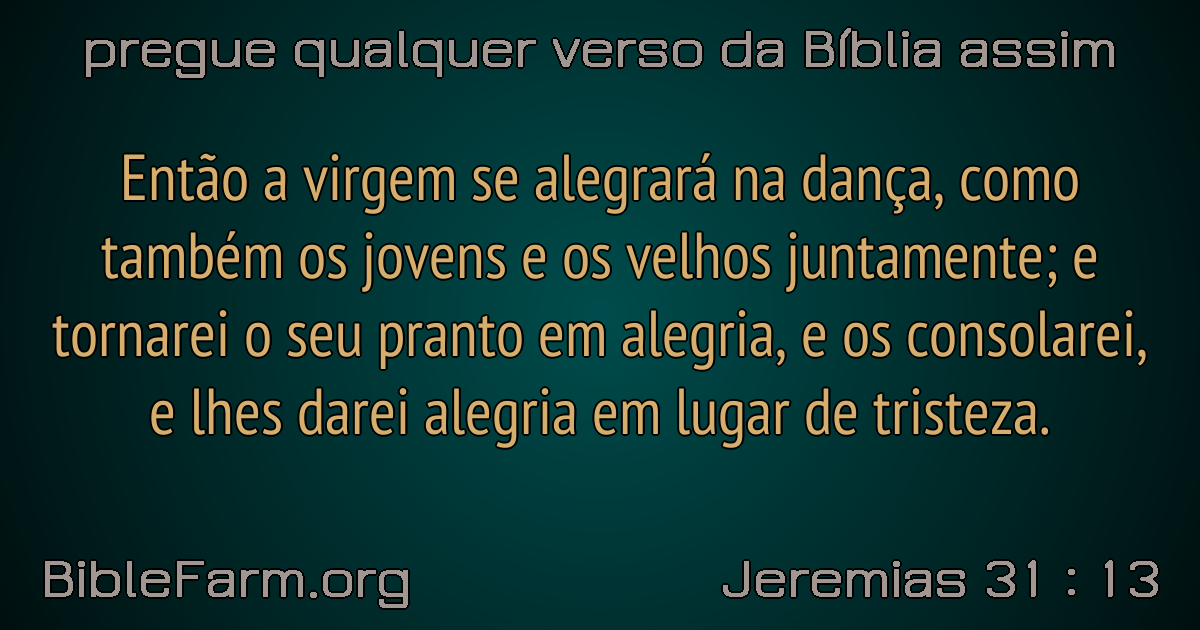 pregue qualquer verso da Bíblia assim
Então a virgem se alegrará na dança, como
também os jovens e os velhos juntamente; e
tornarei o seu pranto em alegria, e os consolarei,
e lhes darei alegria em lugar de tristeza.
BibleFarm.org
Jeremias 31 : 13